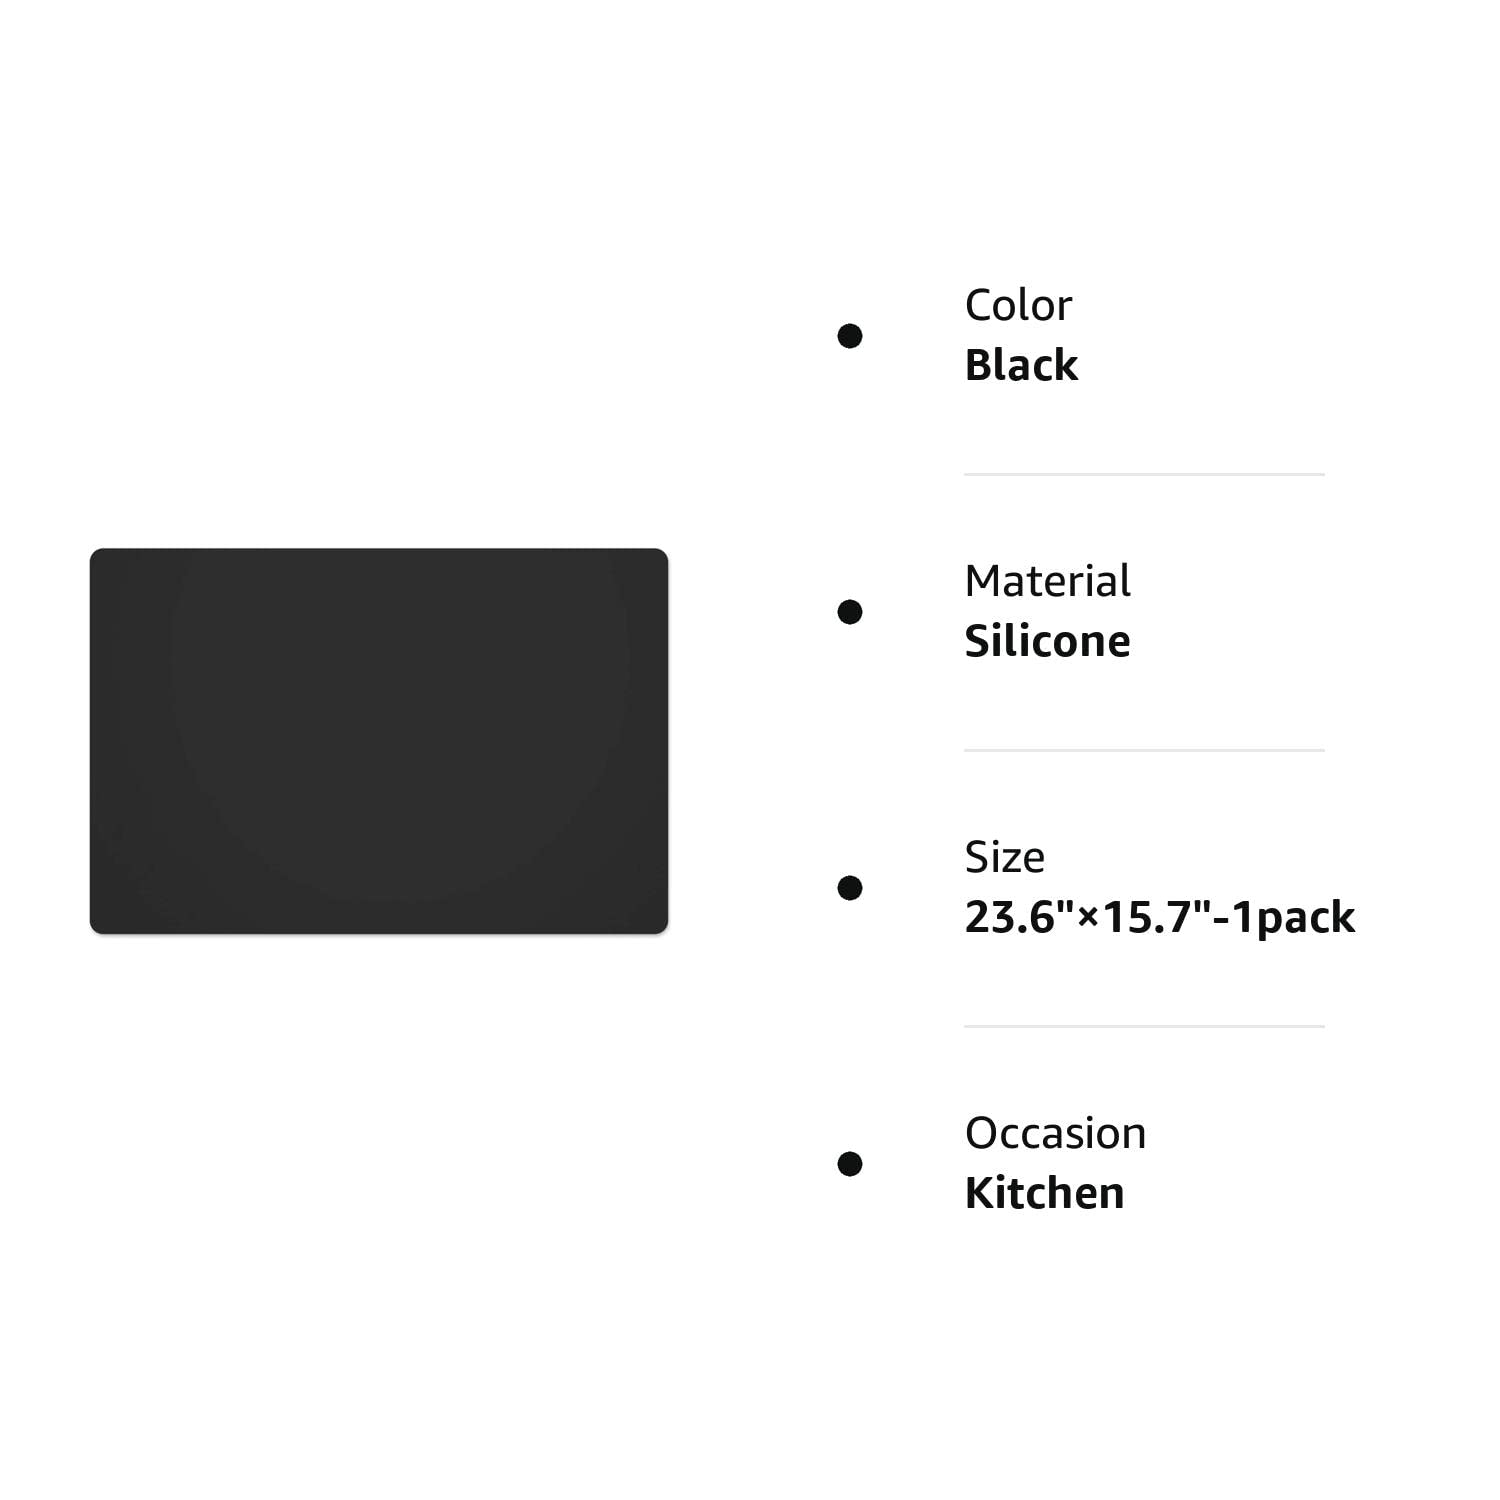 Color
Black
Material
Silicone
Size
23.6"×15.7"-1pack
Occasion
Kitchen